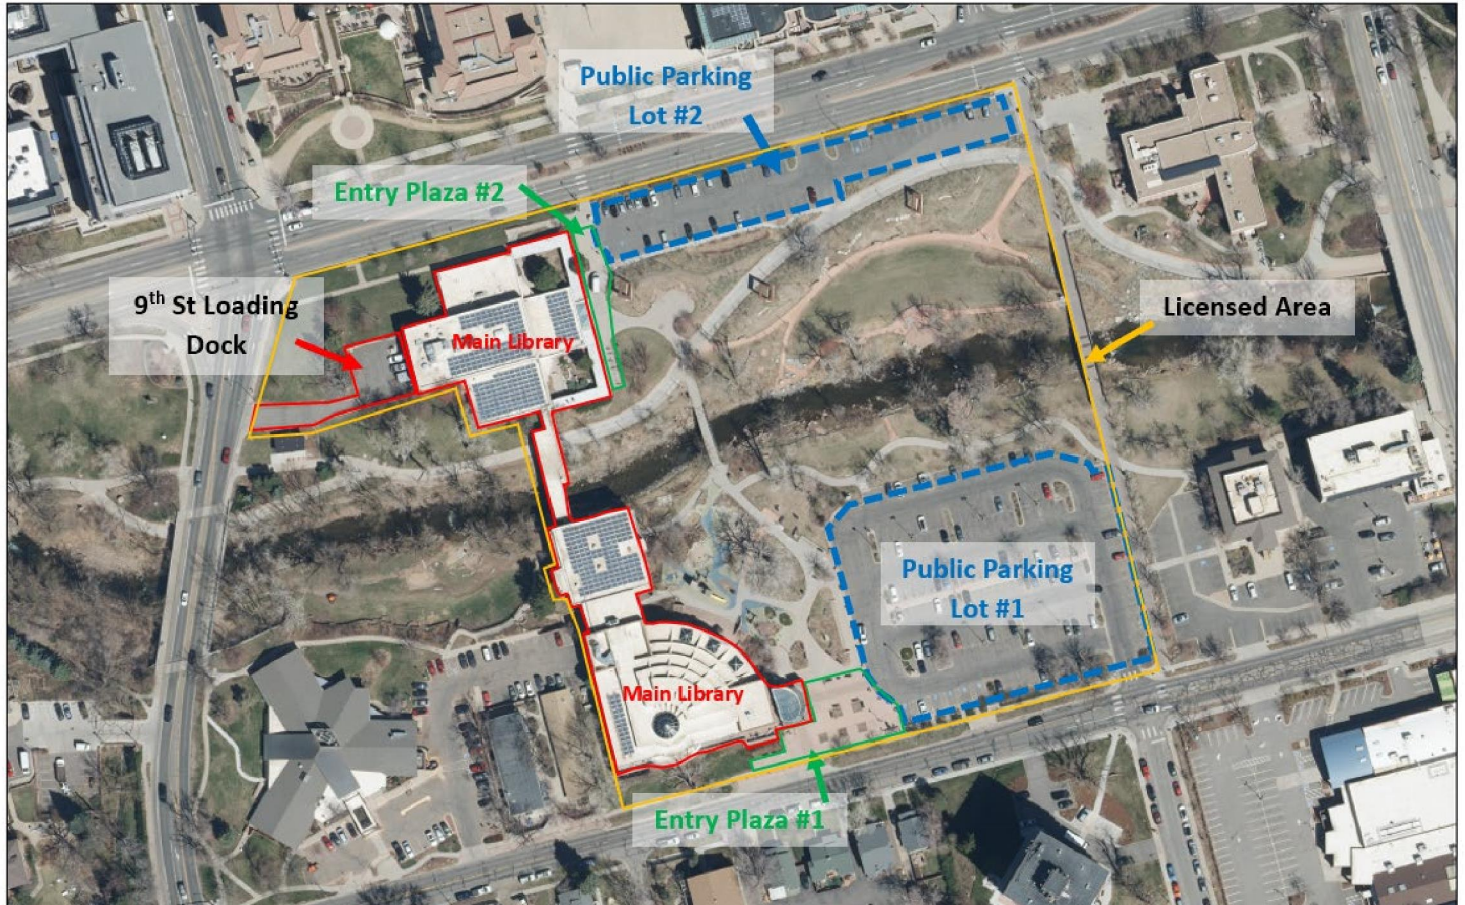 Public Parking
Lot #2
Entry Plaza #2
9th St Loading
Dock
Main Library
Licensed Area
Public Parking
Lot #1
Main Library
Entry Plaza #1